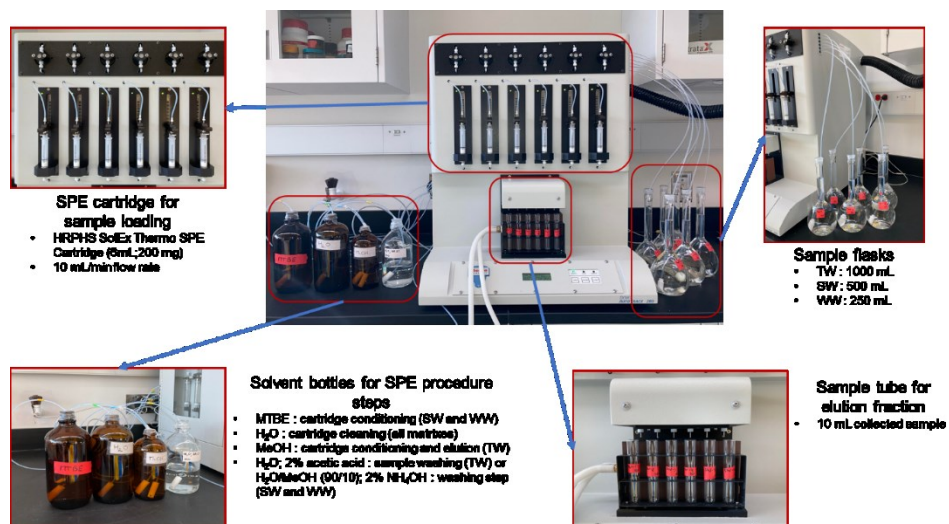 SPE cartridge for
sample loading
• HRPHS SolEx Thermo SPE
Cartridge (6mL;200 mg)
• 10 mL/min flow rate
Sample flasks
• TW : 1000 mL
• SW : 500 mL
• WW : 250 mL
Solvent bottles for SPE procedure
steps
• MTBE : cartridge conditioning (SW and WW)
• H₂O : cartridge cleaning (all matrixes)
• MeOH : cartridge conditioning and elution (TW)
• H₂O; 2% acetic acid : sample washing (TW) or
H₂O/MeOH (90/10); 2% NH₄OH : washing step
(SW and WW)
Sample tube for
elution fraction
• 10 mL collected sample
MTBE